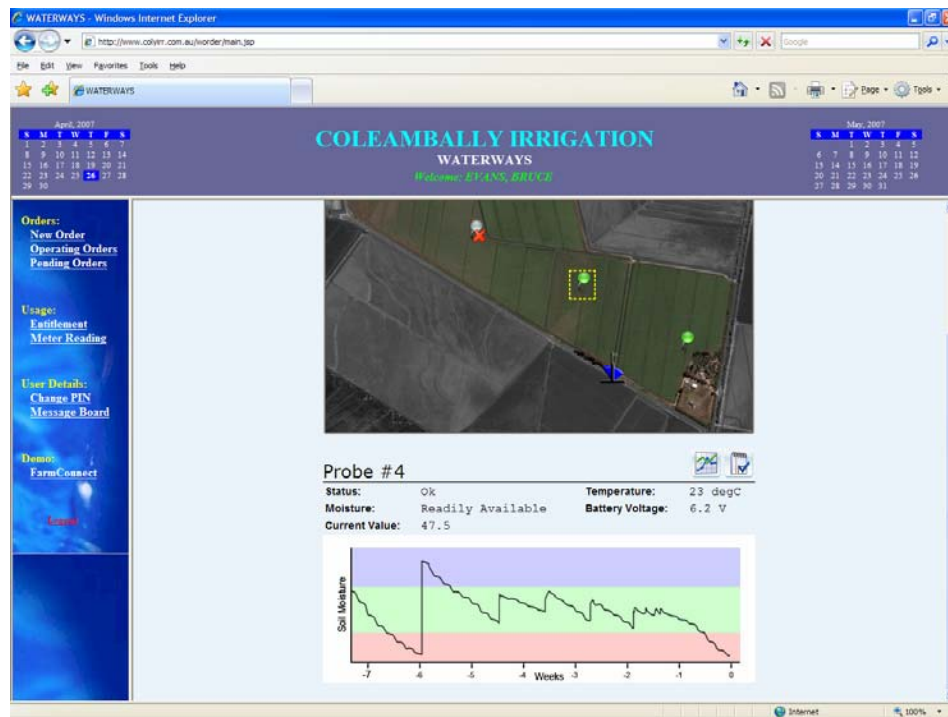 WATERWAYS - Windows Internet Explorer
http://www.colyirr.com.au/worder/main.jsp
Google
File Edit View Favorites Tools Help
WATERWAYS
Page Tools
April, 2007
S M T W T F S
1 2 3 4 5 6 7
8 9 10 11 12 13 14
15 16 17 18 19 20 21
22 23 24 25 26 27 28
29 30
COLEAMBALLY IRRIGATION
WATERWAYS
Welcome: EVANS, BRUCE
May, 2007
S M T W T F S
1 2 3 4 5
6 7 8 9 10 11 12
13 14 15 16 17 18 19
20 21 22 23 24 25 26
27 28 29 30 31
Orders:
New Order
Operating Orders
Pending Orders
Usage:
Entitlement
Meter Reading
User Details:
Change PIN
Message Board
Demo:
FarmConnect
Logout
Probe #4
Status: Ok Temperature: 23 degC
Moisture: Readily Available Battery Voltage: 6.2 V
Current Value: 47.5
Soil Moisture
-7 -6 -5 -4 Weeks -3 -2 -1 0
Internet 100%